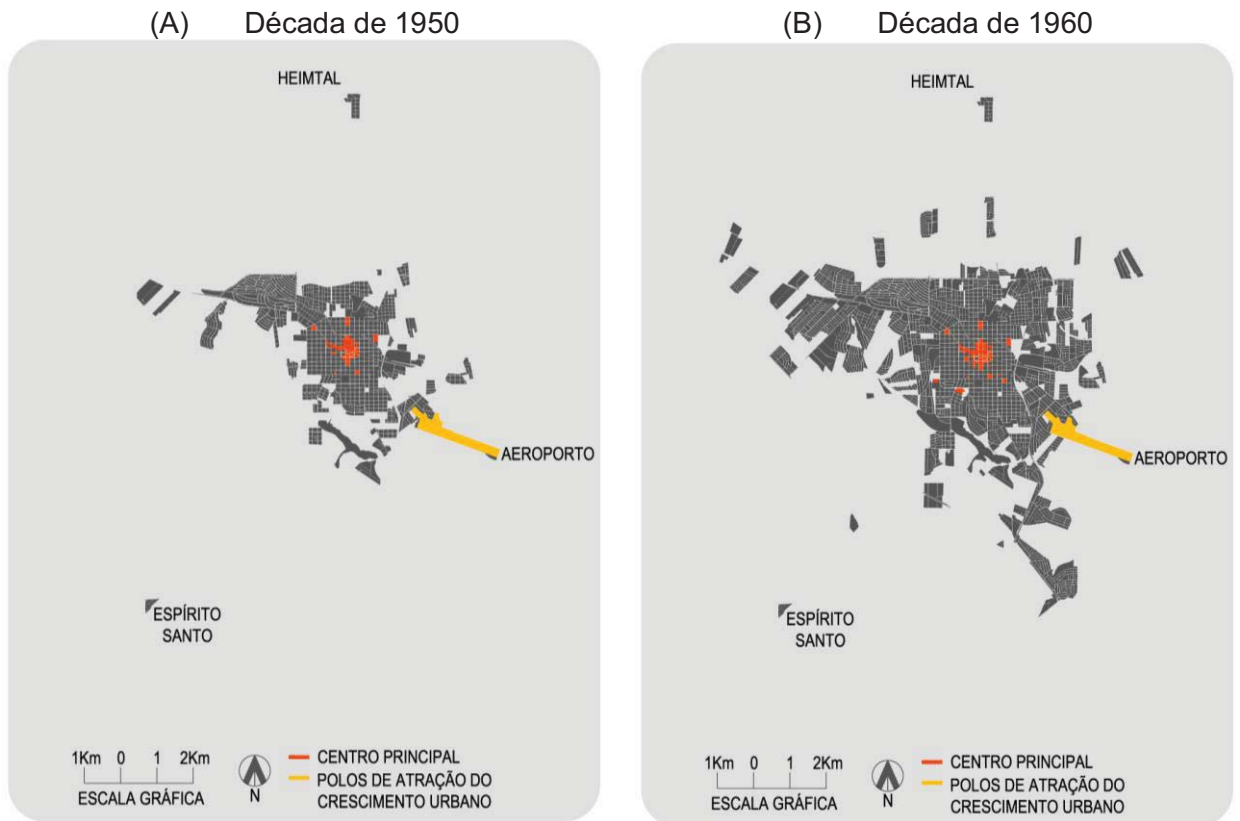 (A) Década de 1950
HEIMTAL
AEROPORTO
ESPÍRITO
SANTO
1Km 0 1 2Km
ESCALA GRÁFICA
N
CENTRO PRINCIPAL
POLOS DE ATRAÇÃO DO
CRESCIMENTO URBANO
(B) Década de 1960
HEIMTAL
AEROPORTO
ESPÍRITO
SANTO
1Km 0 1 2Km
ESCALA GRÁFICA
N
CENTRO PRINCIPAL
POLOS DE ATRAÇÃO DO
CRESCIMENTO URBANO